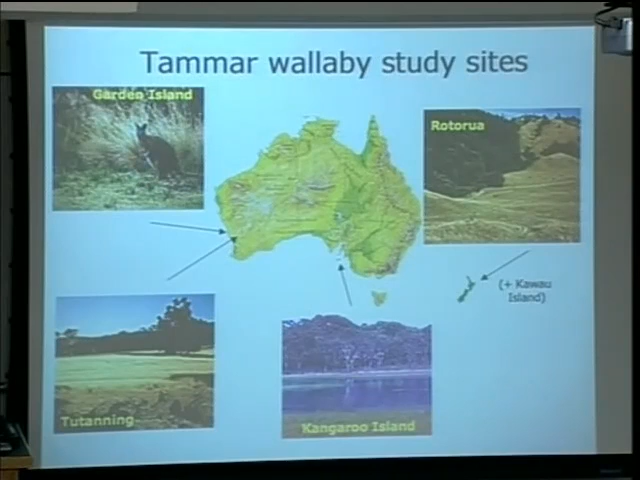 Tammar wallaby study sites
Garden Island
Rotorua
(+ Kawau
Island)
Tutanning
Kangaroo Island